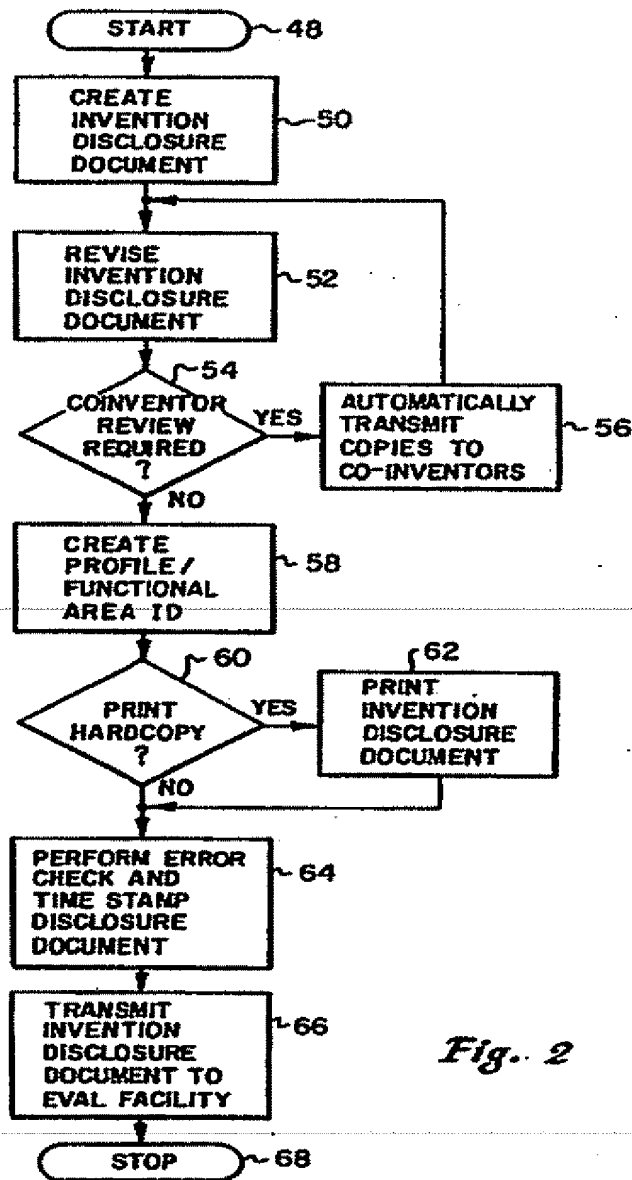 START
48
CREATE
INVENTION
DISCLOSURE
DOCUMENT
50
REVISE
INVENTION
DISCLOSURE
DOCUMENT
52
54
COINVENTOR
REVIEW
REQUIRED
?
YES
AUTOMATICALLY
TRANSMIT
COPIES TO
CO-INVENTORS
56
NO
CREATE
PROFILE/
FUNCTIONAL
AREA ID
58
60
PRINT
HARDCOPY
?
YES
62
PRINT
INVENTION
DISCLOSURE
DOCUMENT
NO
PERFORM ERROR
CHECK AND
TIME STAMP
DISCLOSURE
DOCUMENT
64
TRANSMIT
INVENTION
DISCLOSURE
DOCUMENT TO
EVAL FACILITY
66
Fig. 2
STOP
68